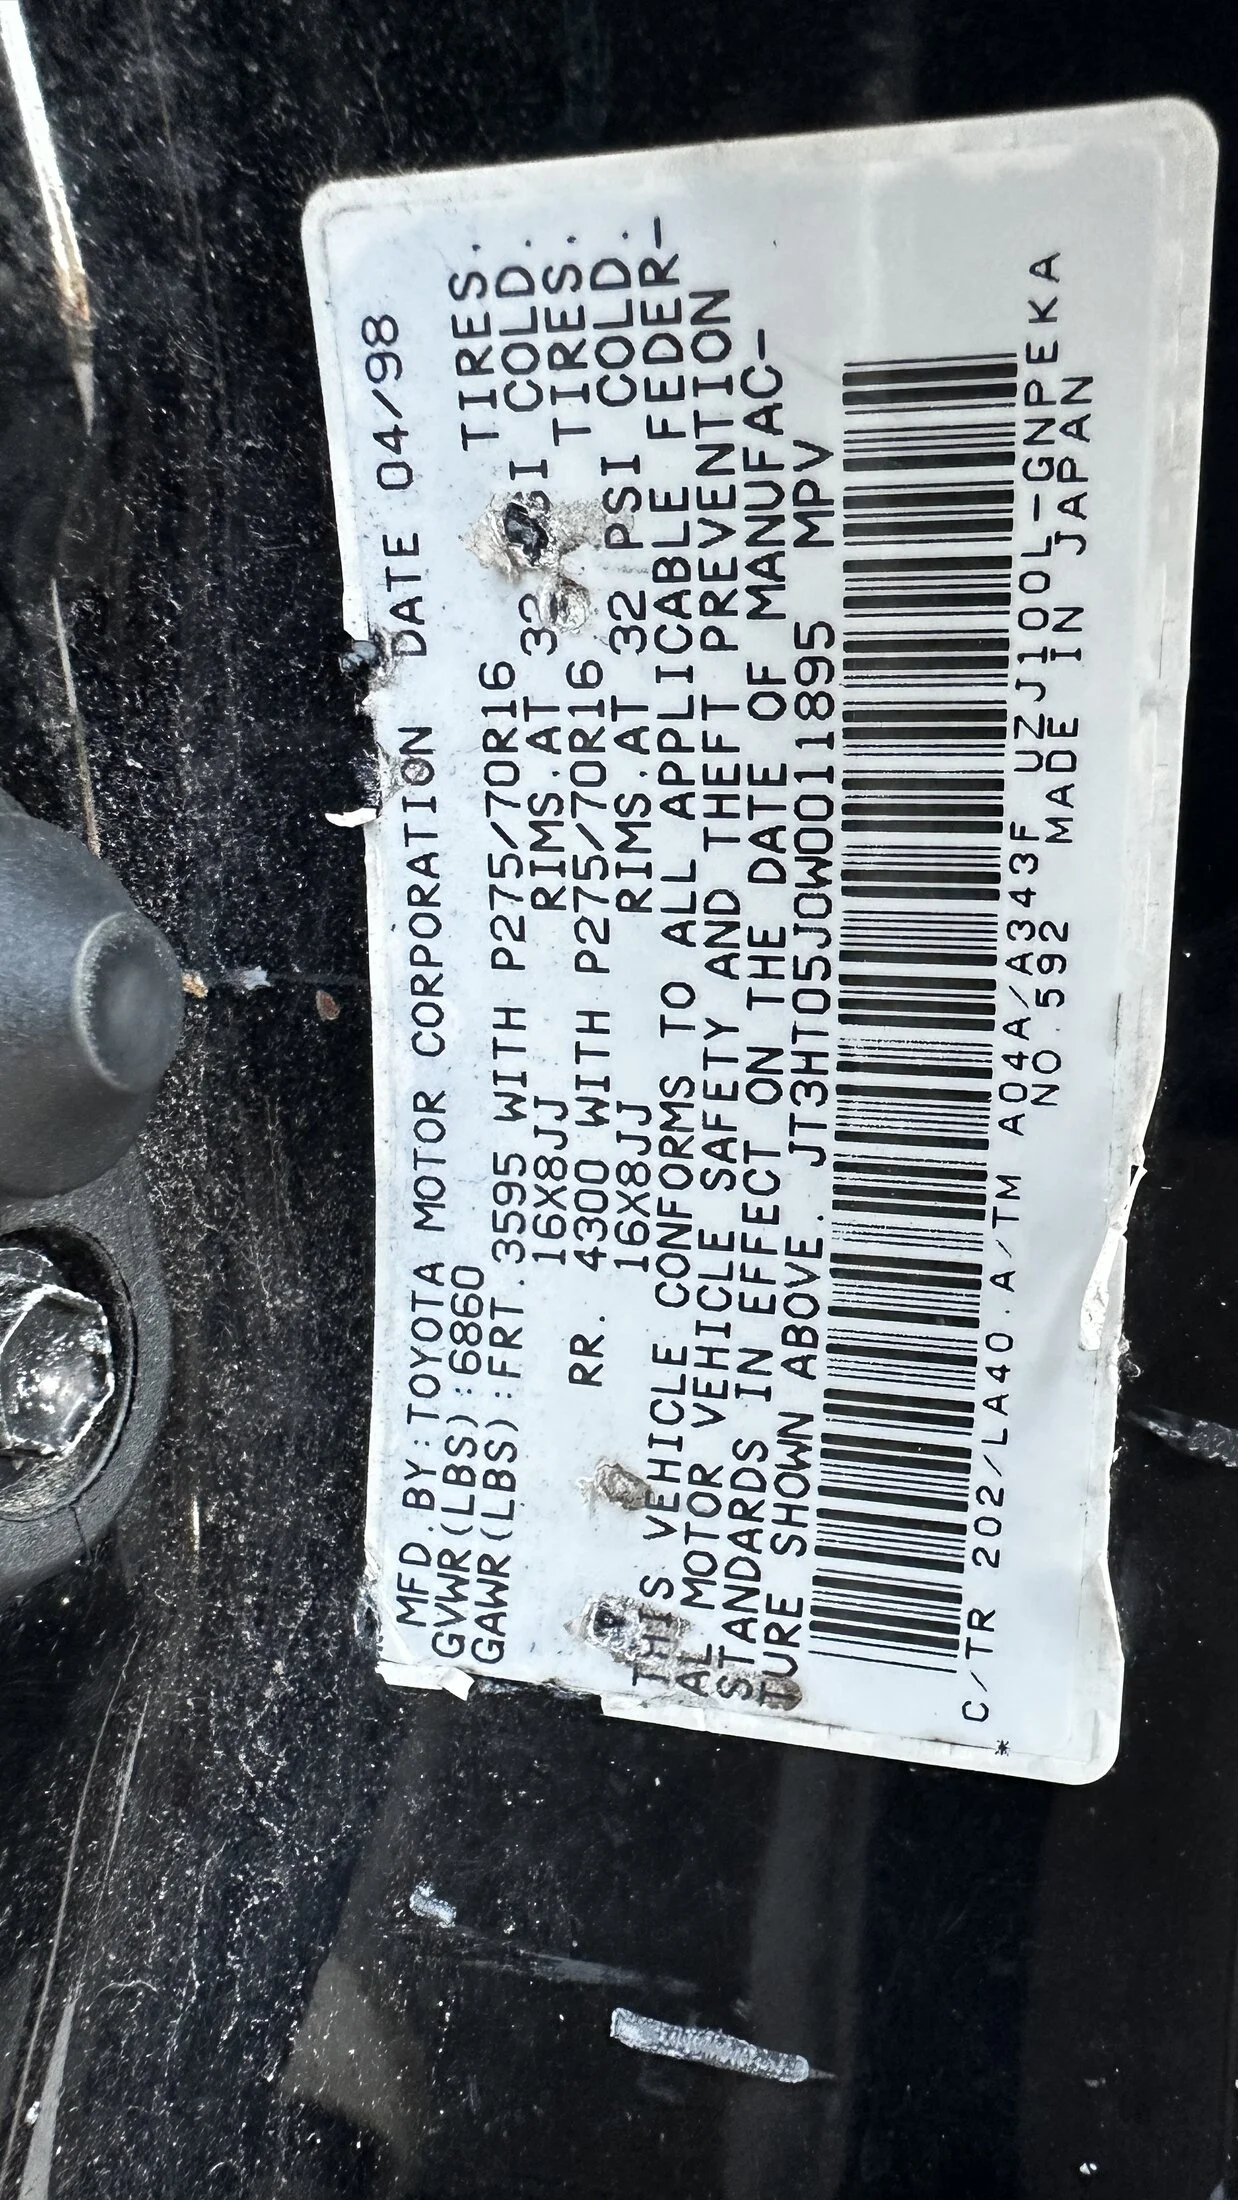 MFD.BY:TOYOTA MOTOR CORPORATION DATE 04/98
GVWR(LBS):6860
GAWR(LBS):FRT.3595 WITH P275/70R16 TIRES.
16X8JJ RIMS.AT 32 PSI COLD.
RR. 4300 WITH P275/70R16 TIRES.
16X8JJ RIMS.AT 32 PSI COLD.
THIS VEHICLE CONFORMS TO ALL APPLICABLE FEDER-
AL MOTOR VEHICLE SAFETY AND THEFT PREVENTION
STANDARDS IN EFFECT ON THE DATE OF MANUFAC-
TURE SHOWN ABOVE. JT3HT05J0W0011895 MPV
*
C/TR 202/LA40.A/TM A04A/A343F UZJ100L-GNPEKA
NO.592 MADE IN JAPAN